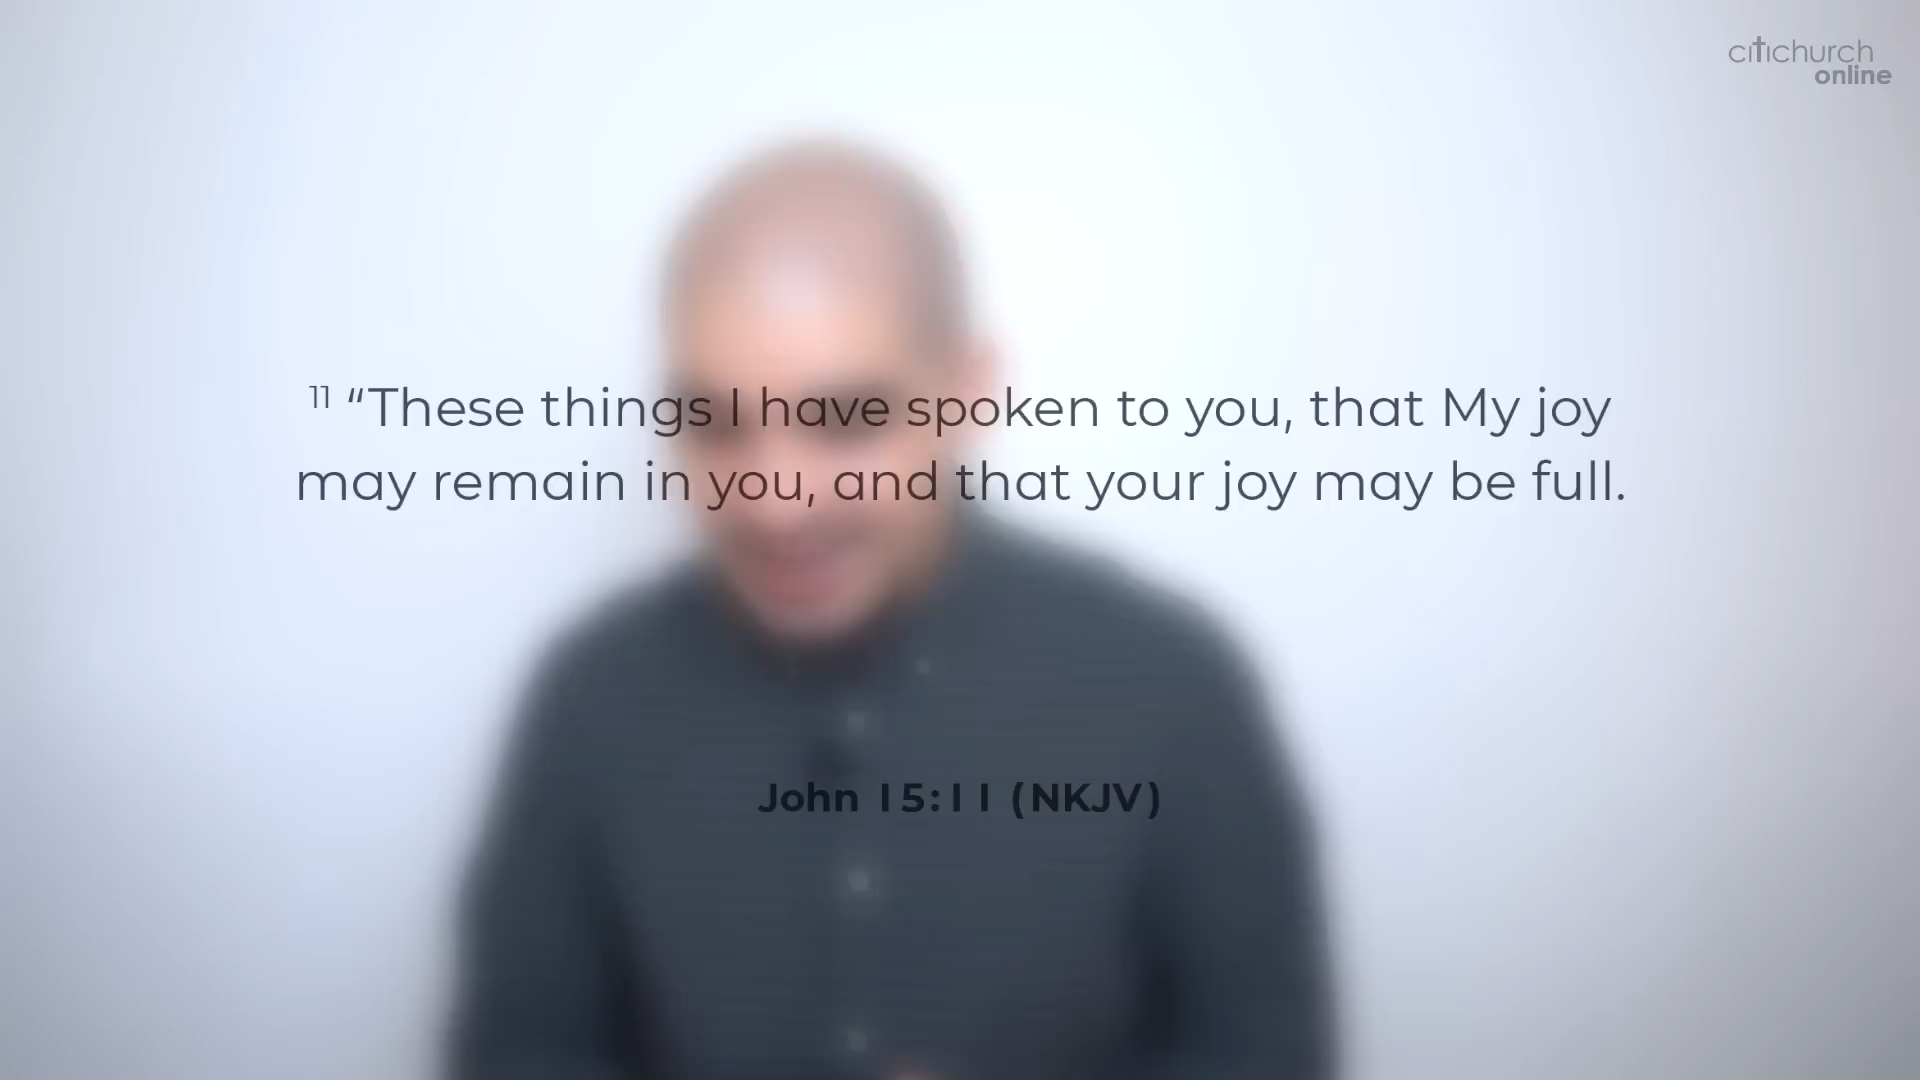 citichurch
online
11 “These things I have spoken to you, that My joy
may remain in you, and that your joy may be full.
John 15:11 (NKJV)